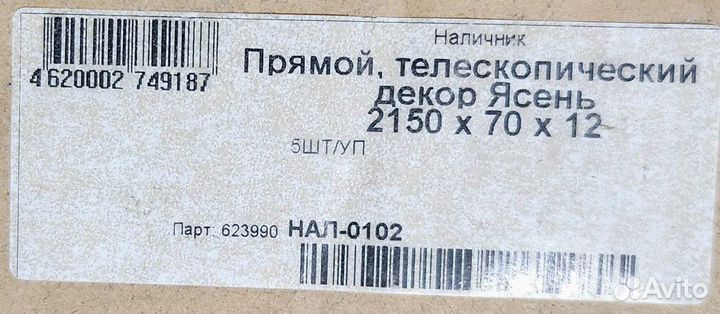 Наличник
4 620002 749187
Прямой, телескопический
декор Ясень
2150 x 70 x 12
5ШТ/УП
Парт: 623990 НАЛ-0102
Avito